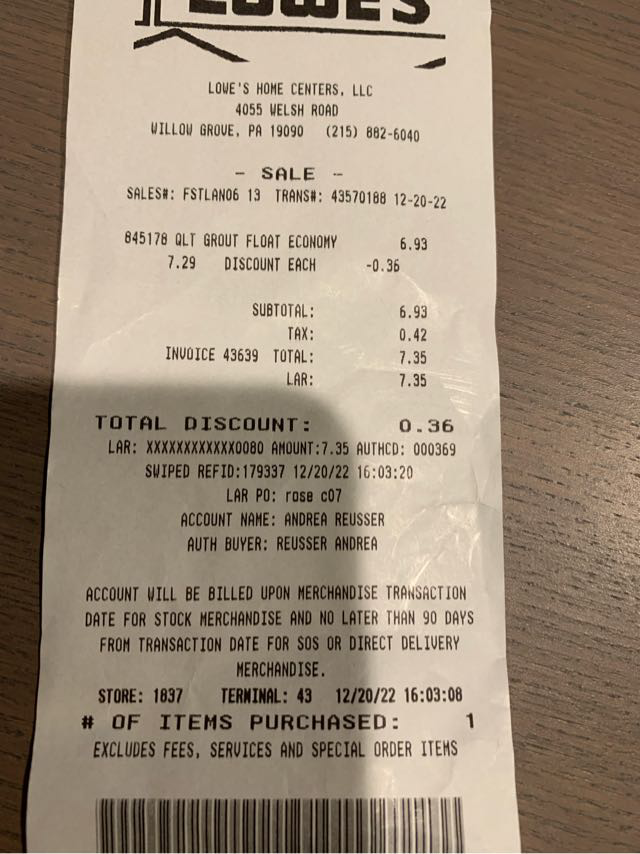 LOWE'S
LOWE'S HOME CENTERS, LLC
4055 WELSH ROAD
WILLOW GROVE, PA 19090 (215) 882-6040
- SALE -
SALES#: FSTLAN06 13 TRANS#: 43570188 12-20-22
845178 QLT GROUT FLOAT ECONOMY 6.93
7.29 DISCOUNT EACH -0.36
SUBTOTAL: 6.93
TAX: 0.42
INVOICE 43639 TOTAL: 7.35
LAR: 7.35
TOTAL DISCOUNT: 0.36
LAR: XXXXXXXXXXXX0080 AMOUNT:7.35 AUTHCD: 000369
SWIPED REFID:179337 12/20/22 16:03:20
LAR PO: rose c07
ACCOUNT NAME: ANDREA REUSSER
AUTH BUYER: REUSSER ANDREA
ACCOUNT WILL BE BILLED UPON MERCHANDISE TRANSACTION
DATE FOR STOCK MERCHANDISE AND NO LATER THAN 90 DAYS
FROM TRANSACTION DATE FOR SOS OR DIRECT DELIVERY
MERCHANDISE.
STORE: 1837 TERMINAL: 43 12/20/22 16:03:08
# OF ITEMS PURCHASED: 1
EXCLUDES FEES, SERVICES AND SPECIAL ORDER ITEMS